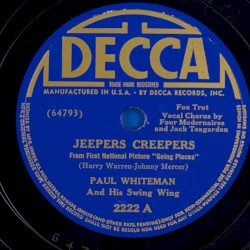 DECCA
TRADE MARK REGISTERED
MANUFACTURED IN U.S.A. - BY DECCA RECORDS, INC.
(64793)
Fox Trot
Vocal Chorus by
Four Modernaires
and Jack Teagarden
JEEPERS CREEPERS
From First National Picture "Going Places"
(Harry Warren-Johnny Mercer)
PAUL WHITEMAN
And His Swing Wing
2222 A